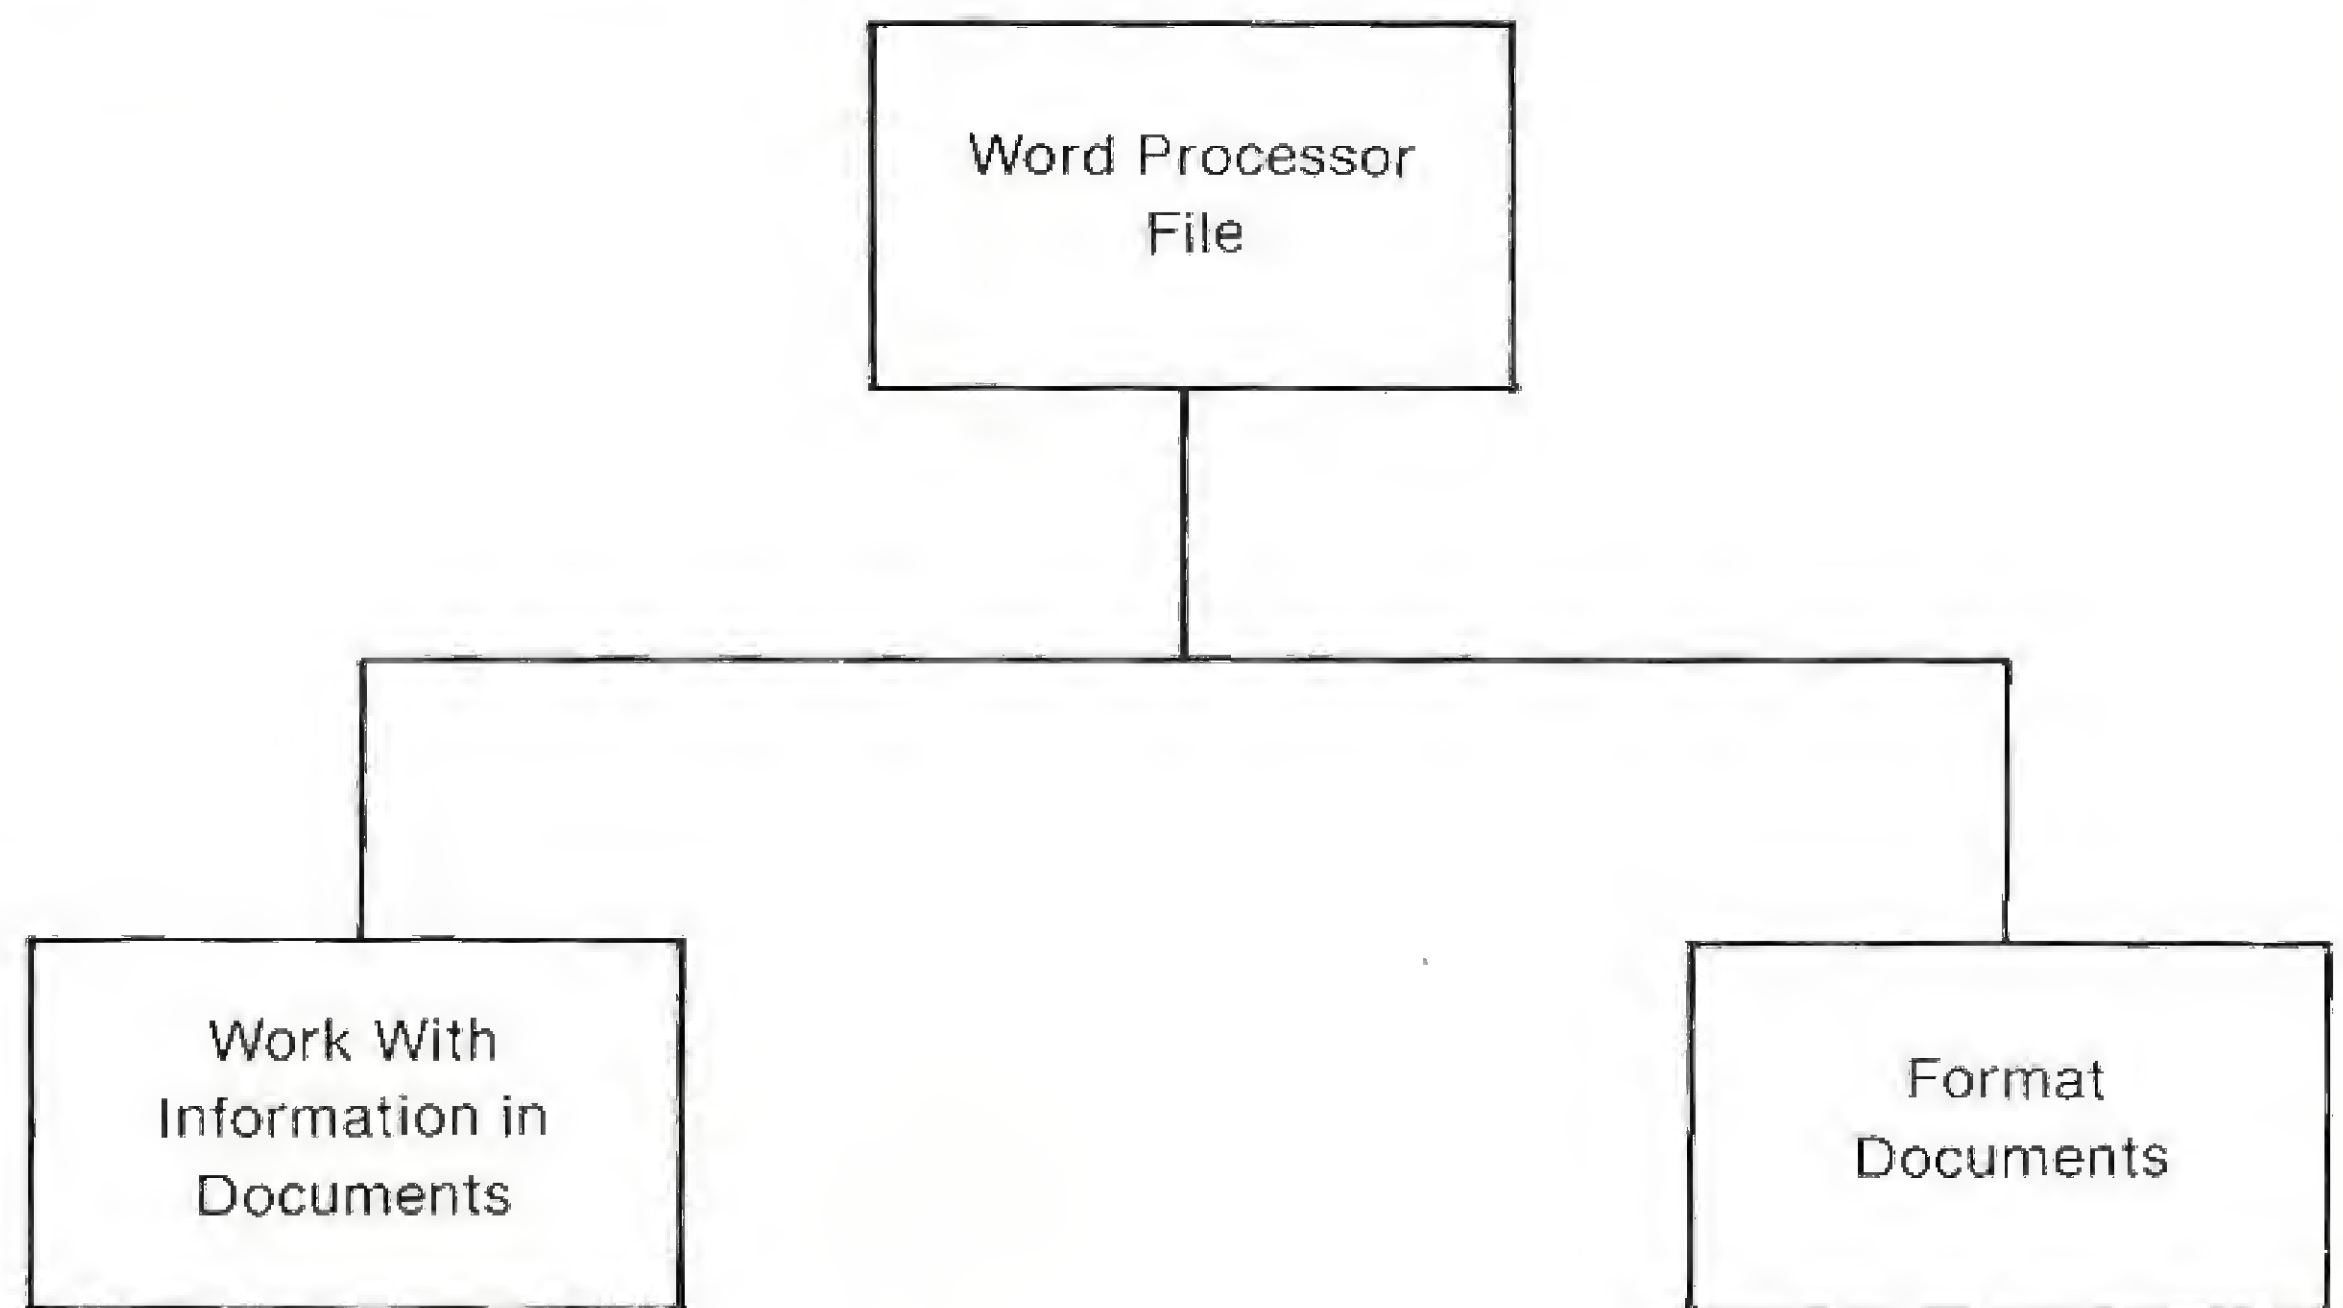 Word Processor
File
Work With
Information in
Documents
Format
Documents